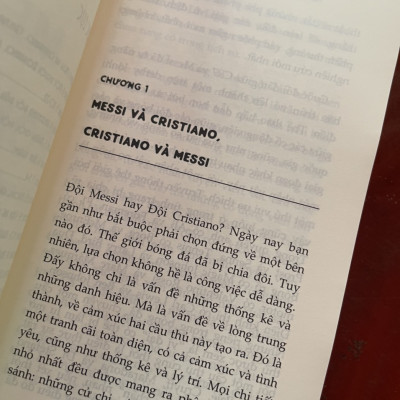 CHƯƠNG 1
MESSI VÀ CRISTIANO,
CRISTIANO VÀ MESSI
Đội Messi hay Đội Cristiano? Ngày nay bạn
gần như bắt buộc phải chọn đứng về một bên
nào đó. Thế giới bóng đá đã bị chia đôi. Tuy
nhiên, lựa chọn không hề là công việc dễ dàng.
Đấy không chỉ là vấn đề những thống kê và
những danh hiệu. Mà là vấn đề về lòng trung
thành, về cảm xúc hai cầu thủ này tạo ra. Đó là
một tranh cãi toàn diện, có cả cảm xúc và tình
yêu, cũng như thống kê và lý trí. Mọi chi tiết
nhỏ nhất đều được mang ra
sánh: những cử chỉ